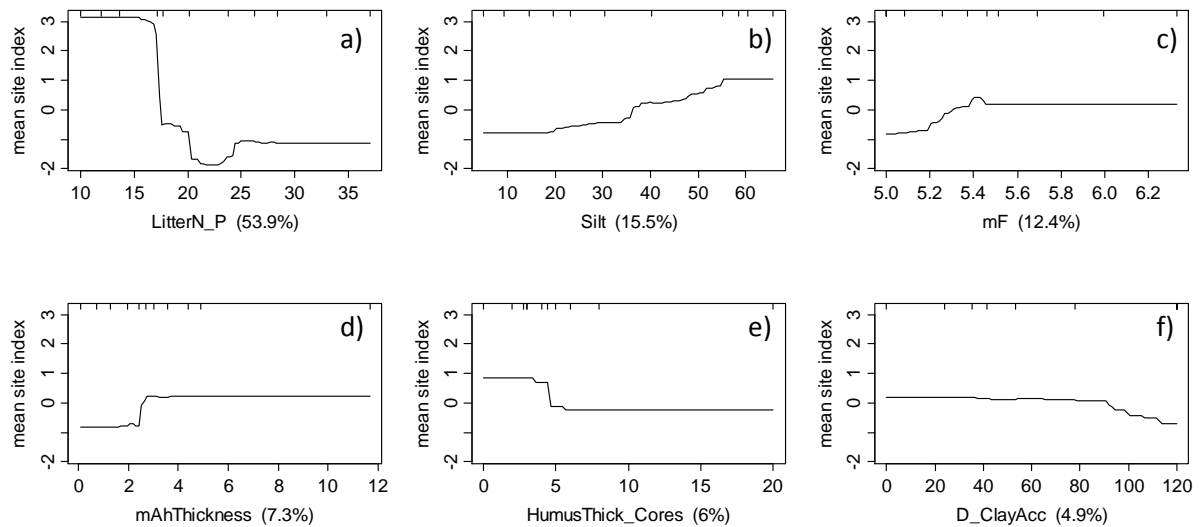 a)
mean site index
3
2
1
0
-2
10 15 20 25 30 35
LitterN_P (53.9%)
b)
mean site index
3
2
1
0
-2
10 20 30 40 50 60
Silt (15.5%)
c)
mean site index
3
2
1
0
-2
5.0 5.2 5.4 5.6 5.8 6.0 6.2
mF (12.4%)
d)
mean site index
3
2
1
0
-2
0 2 4 6 8 10 12
mAhThickness (7.3%)
e)
mean site index
3
2
1
0
-2
0 5 10 15 20
HumusThick_Cores (6%)
f)
mean site index
3
2
1
0
-2
0 20 40 60 80 100 120
D_ClayAcc (4.9%)